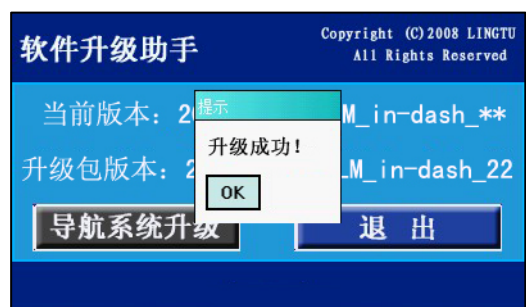 软件升级助手
Copyright (C)2008 LINGTU
All Rights Reserved
提示
当前版本：2
M_in-dash_**
升级成功！
升级包版本：2
LM_in-dash_22
OK
导航系统升级
退 出